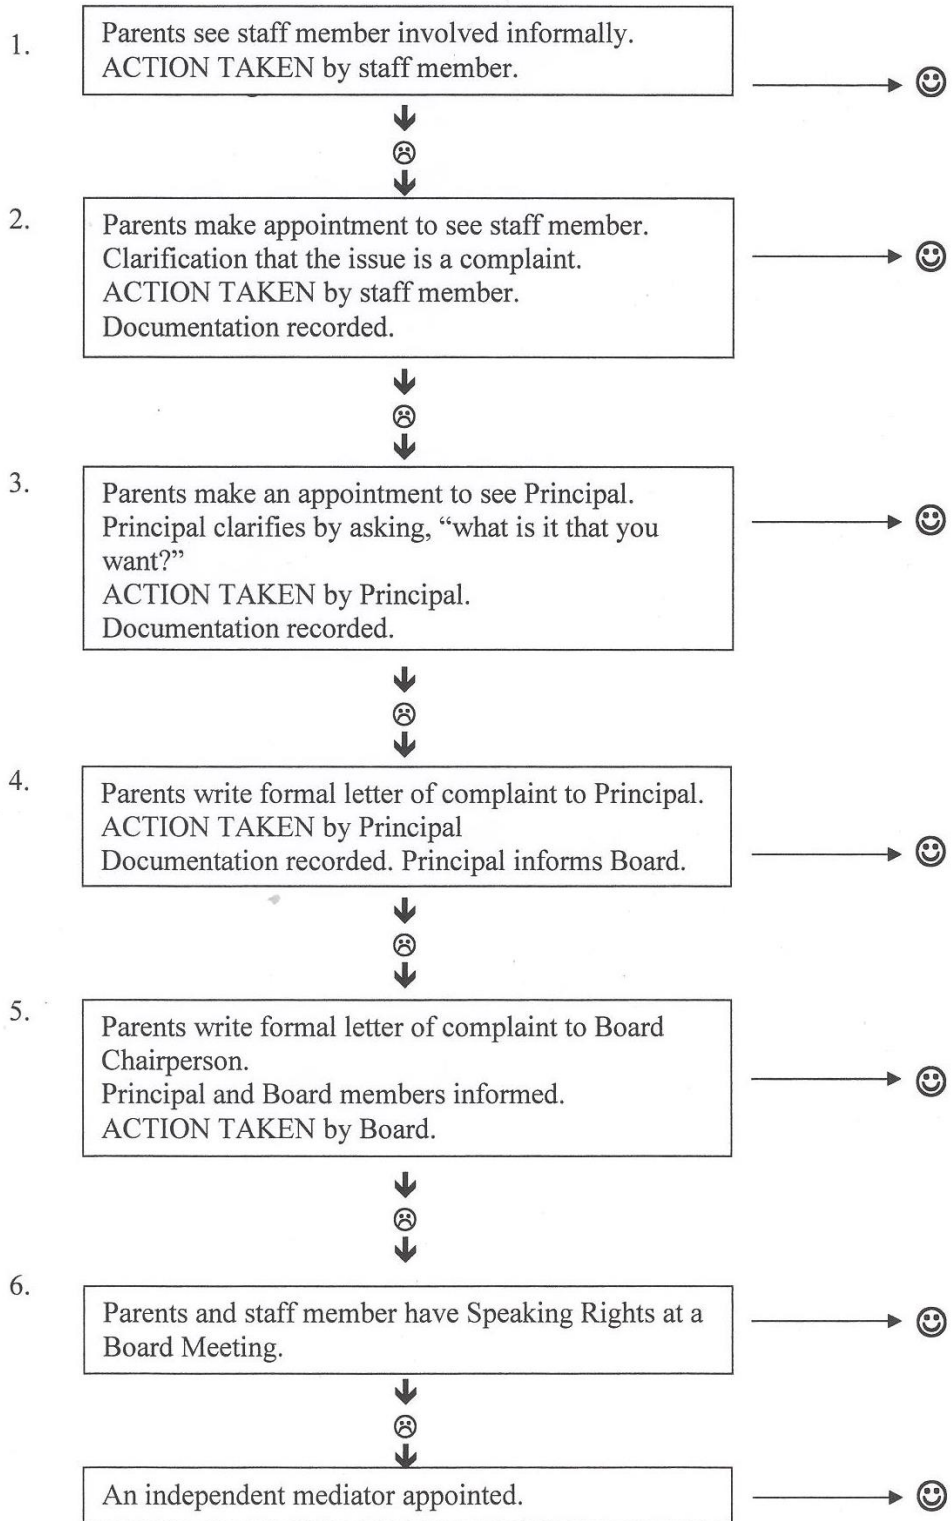 1.
Parents see staff member involved informally.
ACTION TAKEN by staff member.
2.
Parents make appointment to see staff member.
Clarification that the issue is a complaint.
ACTION TAKEN by staff member.
Documentation recorded.
3.
Parents make an appointment to see Principal.
Principal clarifies by asking, “what is it that you
want?”
ACTION TAKEN by Principal.
Documentation recorded.
4.
Parents write formal letter of complaint to Principal.
ACTION TAKEN by Principal
Documentation recorded. Principal informs Board.
5.
Parents write formal letter of complaint to Board
Chairperson.
Principal and Board members informed.
ACTION TAKEN by Board.
6.
Parents and staff member have Speaking Rights at a
Board Meeting.
An independent mediator appointed.